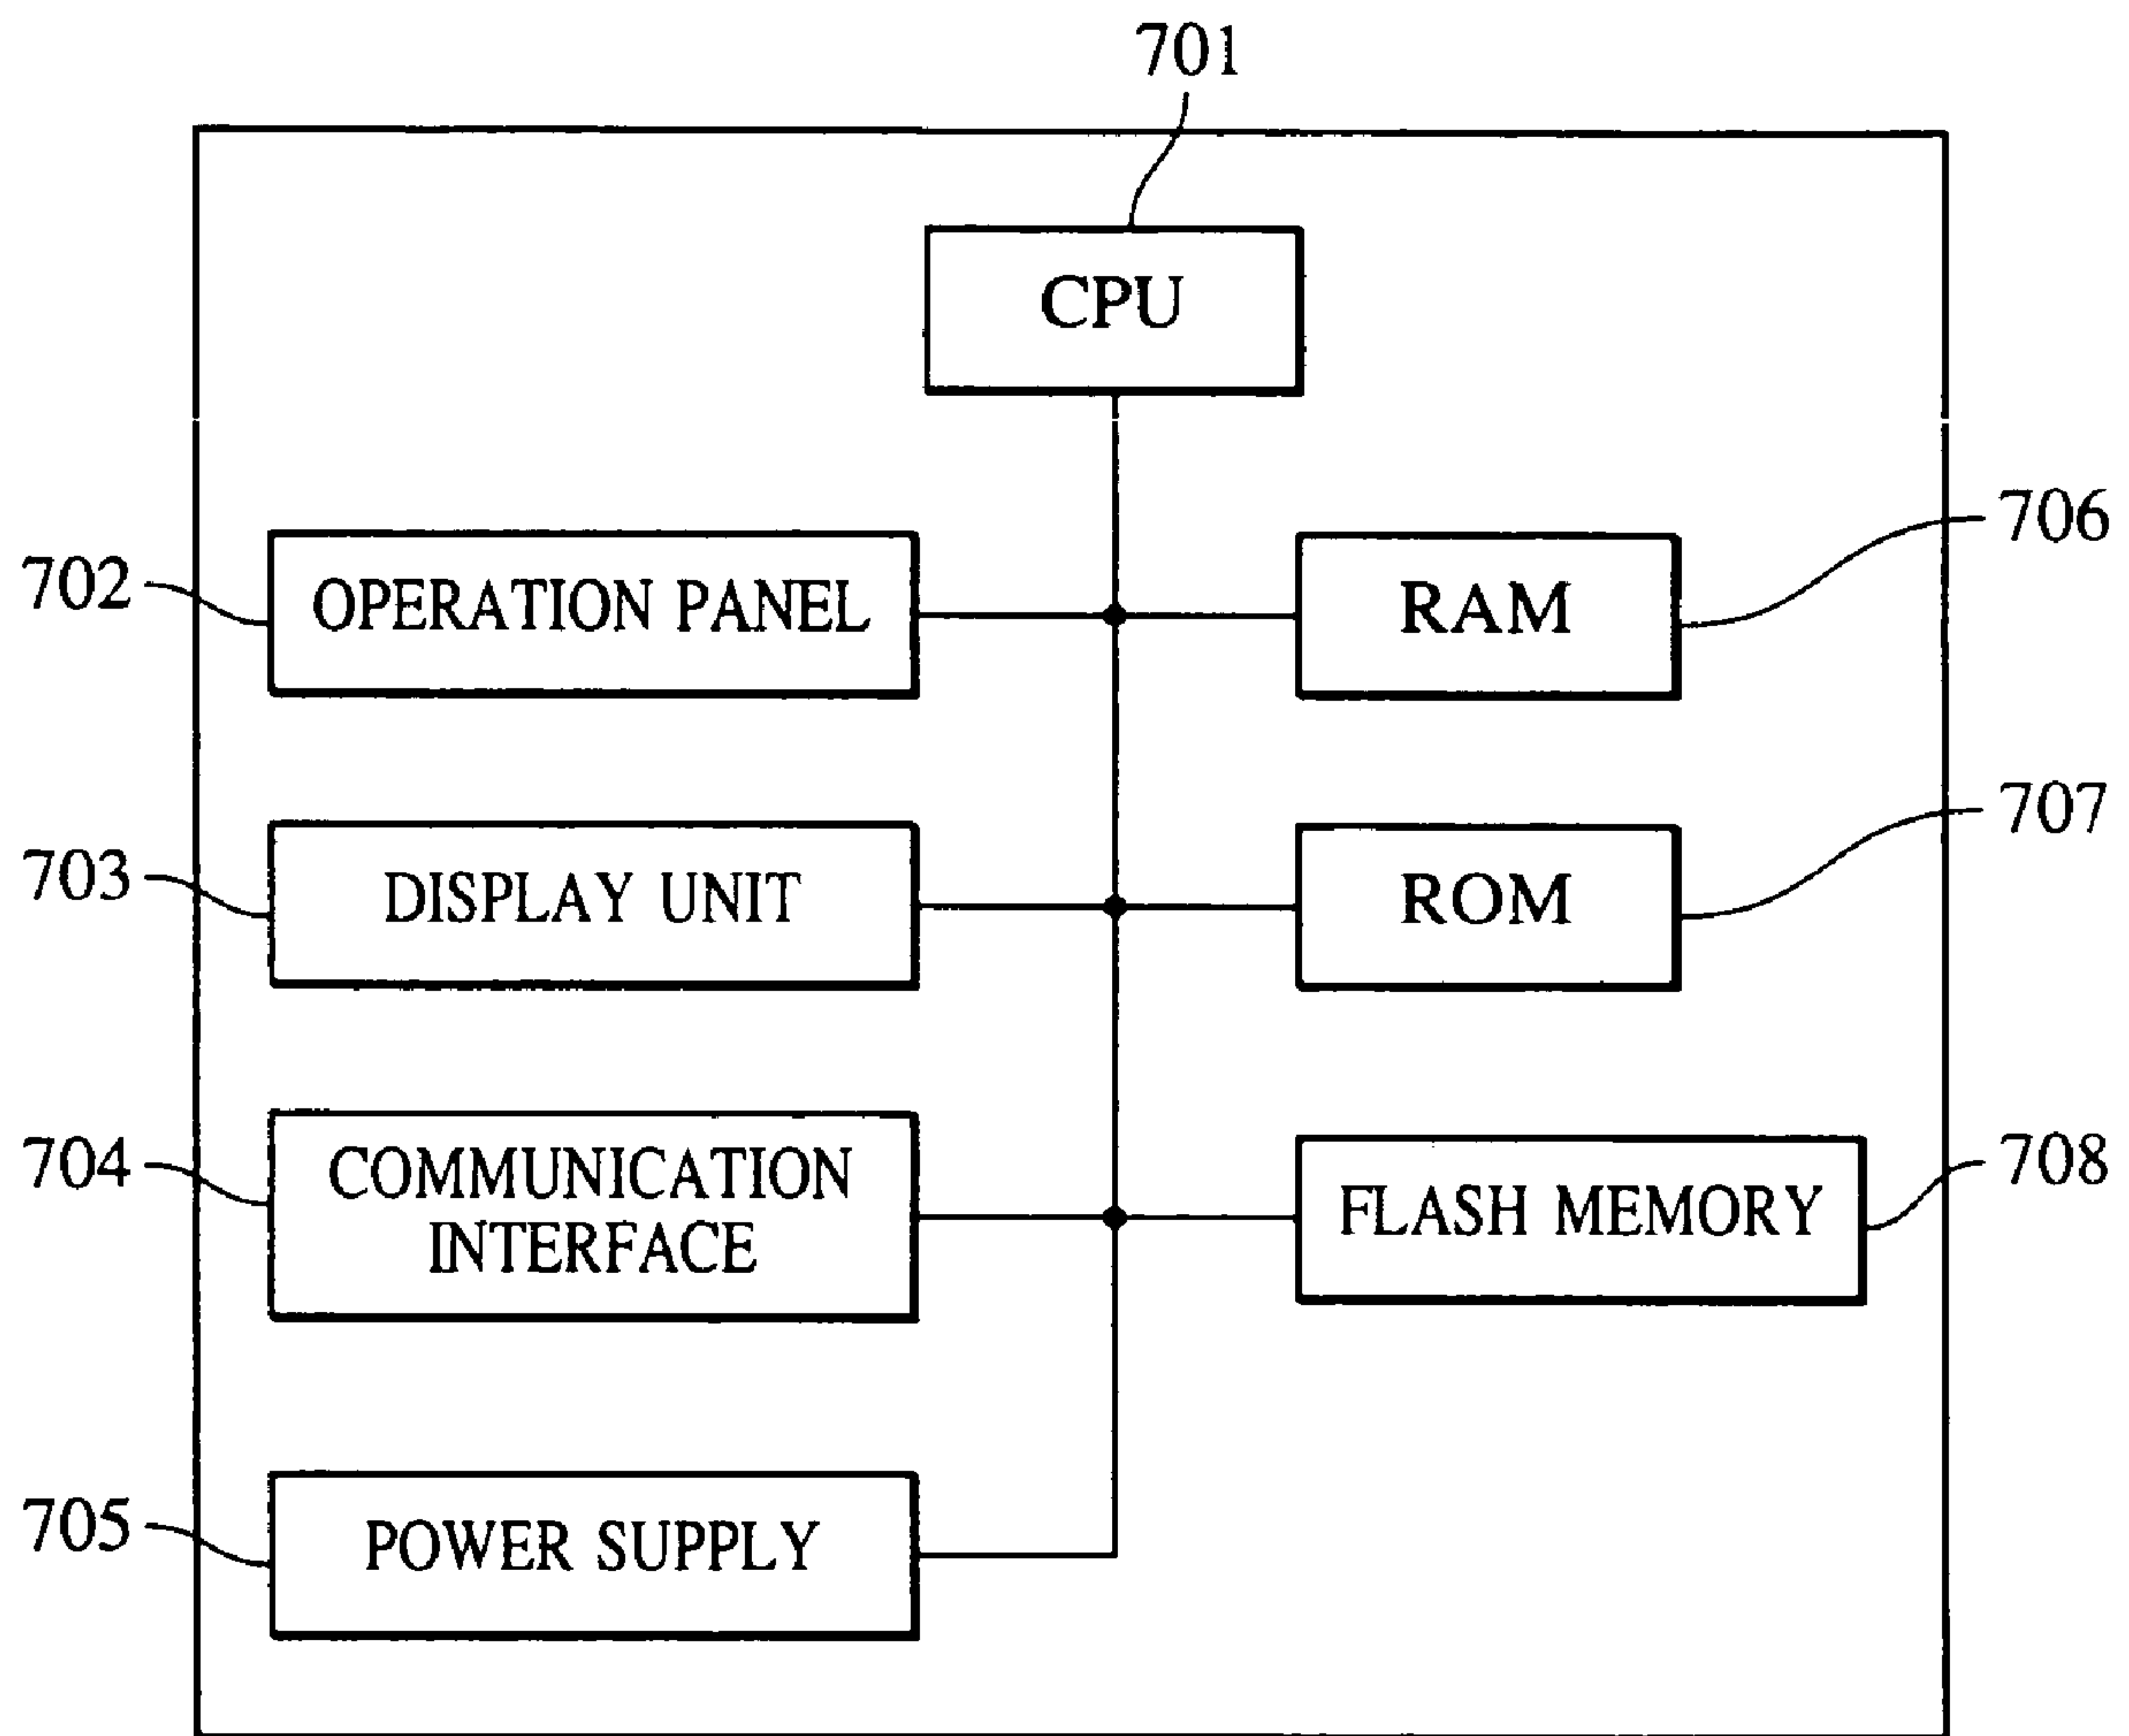 701
CPU
702
OPERATION PANEL
RAM
706
703
DISPLAY UNIT
ROM
707
704
COMMUNICATION
INTERFACE
FLASH MEMORY
708
705
POWER SUPPLY